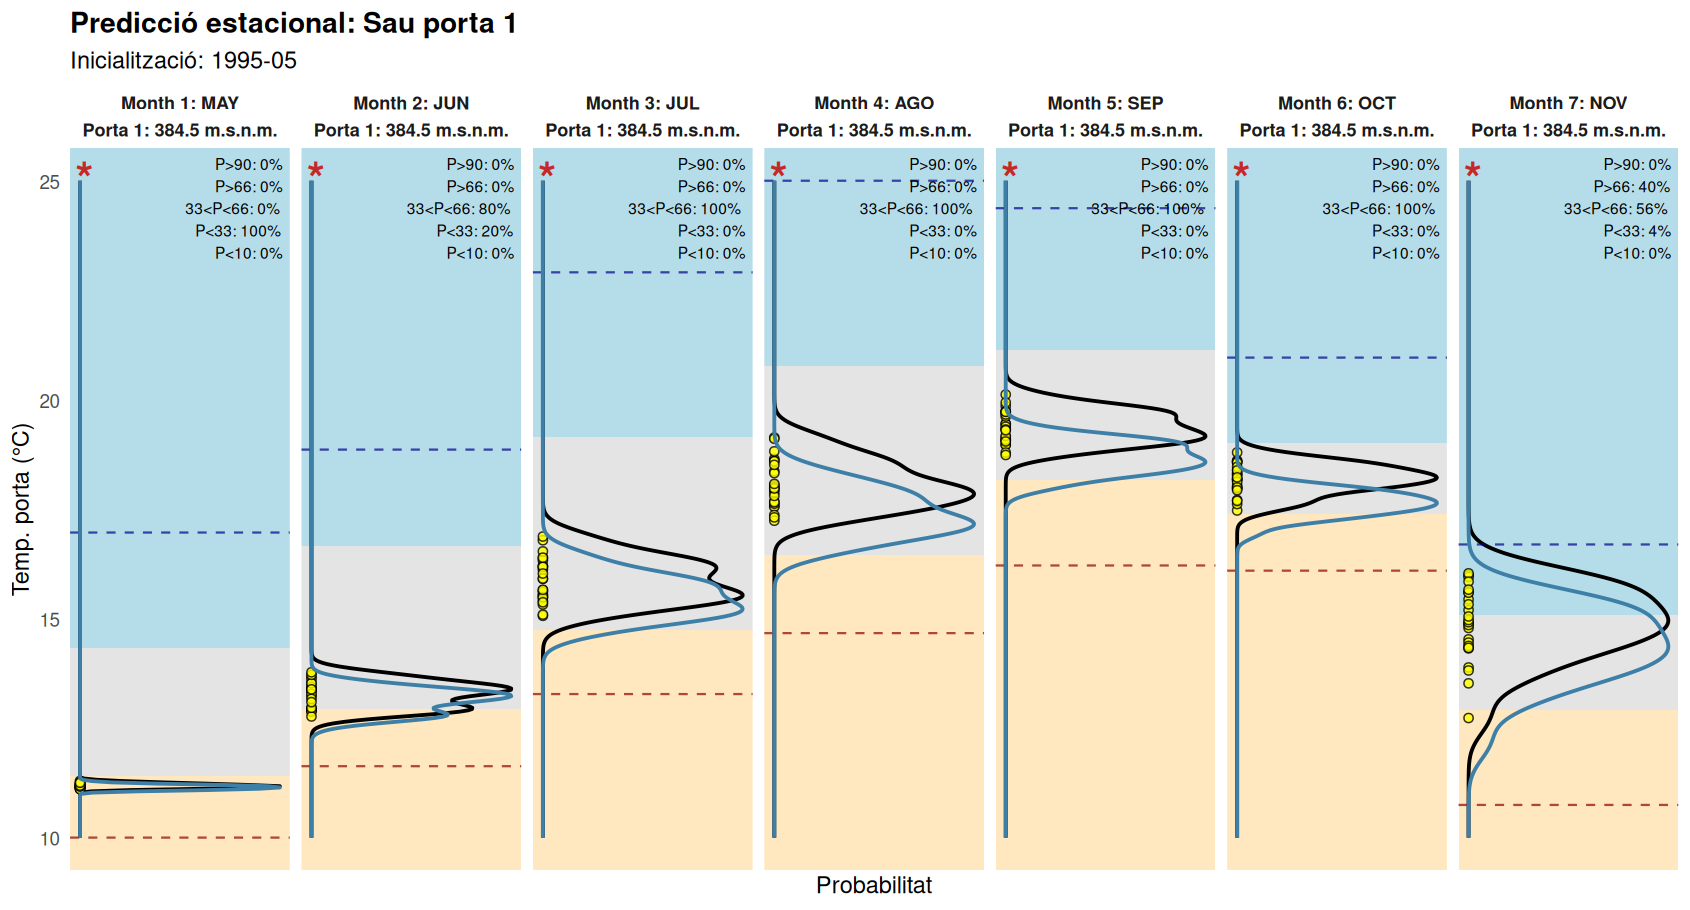 Predicció estacional: Sau porta 1
Inicialització: 1995-05
Month 1: MAY
Porta 1: 384.5 m.s.n.m.
Month 2: JUN
Porta 1: 384.5 m.s.n.m.
Month 3: JUL
Porta 1: 384.5 m.s.n.m.
Month 4: AGO
Porta 1: 384.5 m.s.n.m.
Month 5: SEP
Porta 1: 384.5 m.s.n.m.
Month 6: OCT
Porta 1: 384.5 m.s.n.m.
Month 7: NOV
Porta 1: 384.5 m.s.n.m.
*
P>90: 0%
P>66: 0%
33<P<66: 0%
P<33: 100%
P<10: 0%
*
P>90: 0%
P>66: 0%
33<P<66: 80%
P<33: 20%
P<10: 0%
*
P>90: 0%
P>66: 0%
33<P<66: 100%
P<33: 0%
P<10: 0%
*
P>90: 0%
P>66: 0%
33<P<66: 100%
P<33: 0%
P<10: 0%
*
P>90: 0%
P>66: 0%
33<P<66: 100%
P<33: 0%
P<10: 0%
*
P>90: 0%
P>66: 0%
33<P<66: 100%
P<33: 0%
P<10: 0%
*
P>90: 0%
P>66: 40%
33<P<66: 56%
P<33: 4%
P<10: 0%
25
20
15
10
Temp. porta (°C)
Probabilitat